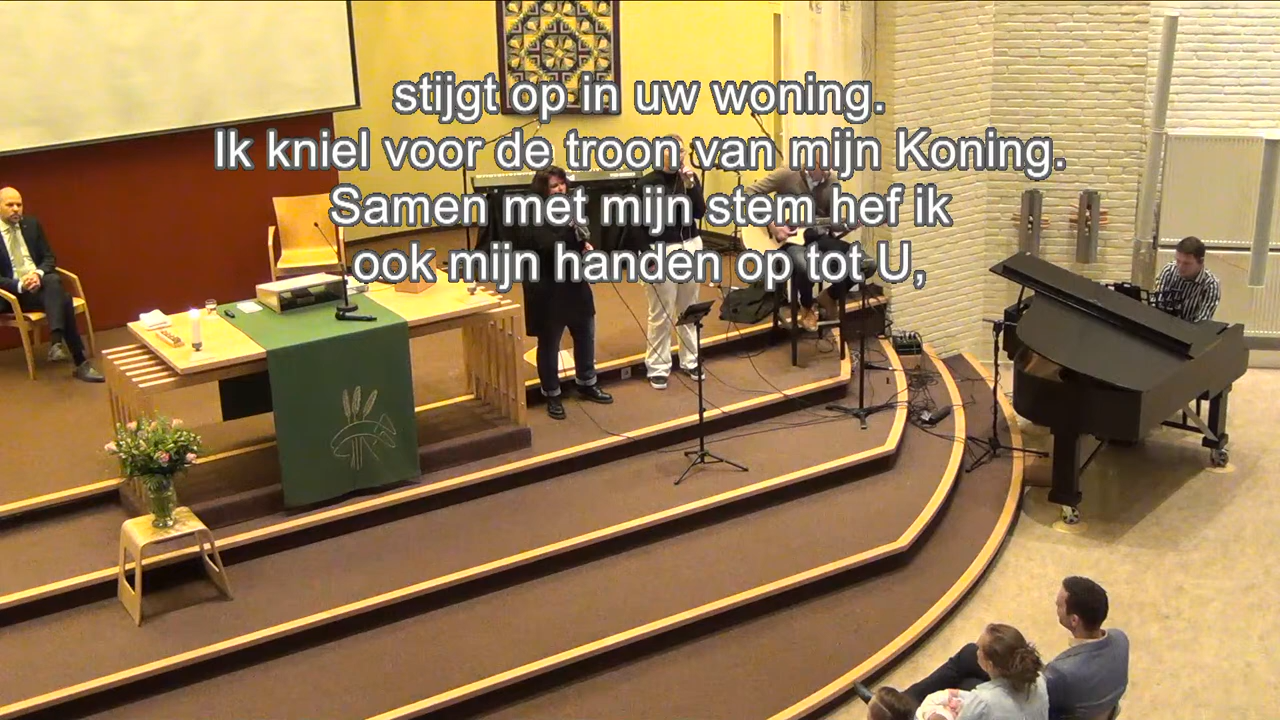 stijgt op in uw woning.
Ik kniel voor de troon van mijn Koning.
Samen met mijn stem hef ik
ook mijn handen op tot U,